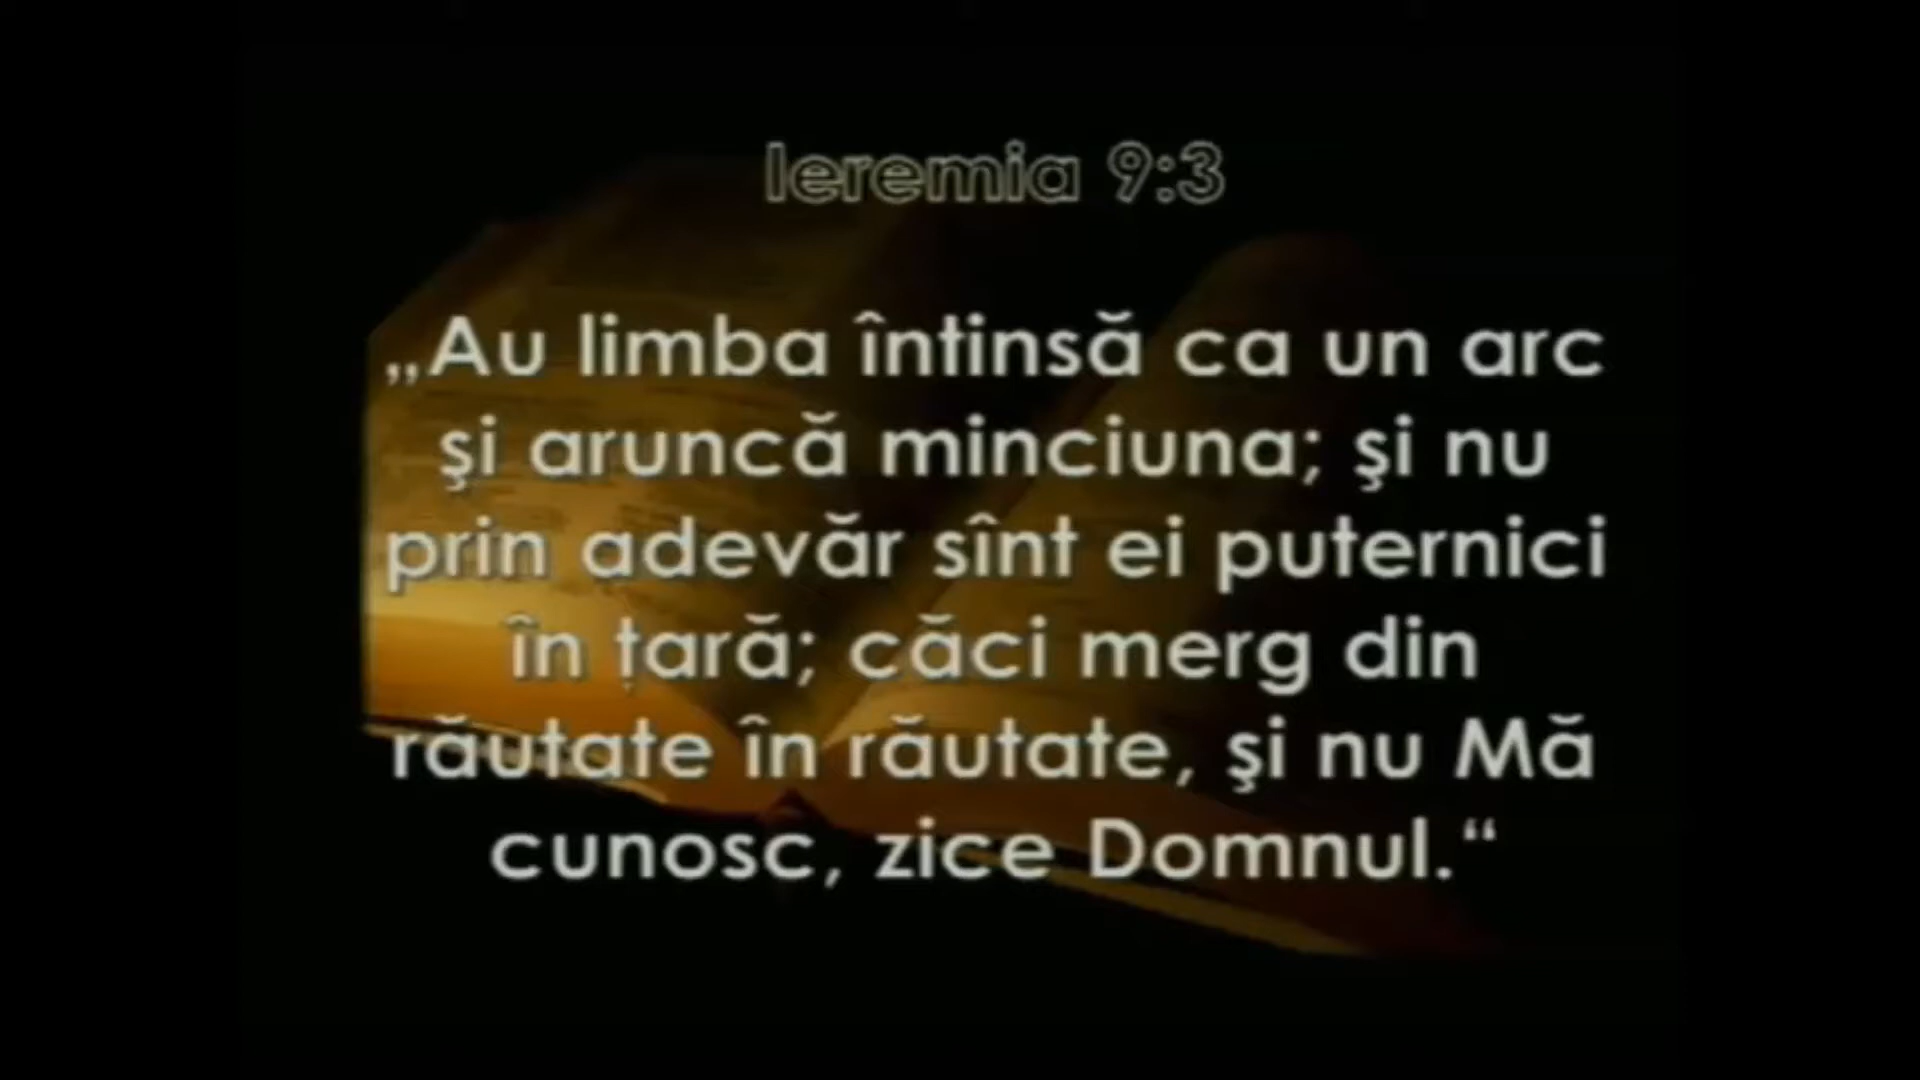 Ieremia 9:3
„Au limba întinsă ca un arc
şi aruncă minciuna; şi nu
prin adevăr sînt ei puternici
în țară; căci merg din
răutate în răutate, şi nu Mă
cunosc, zice Domnul.“